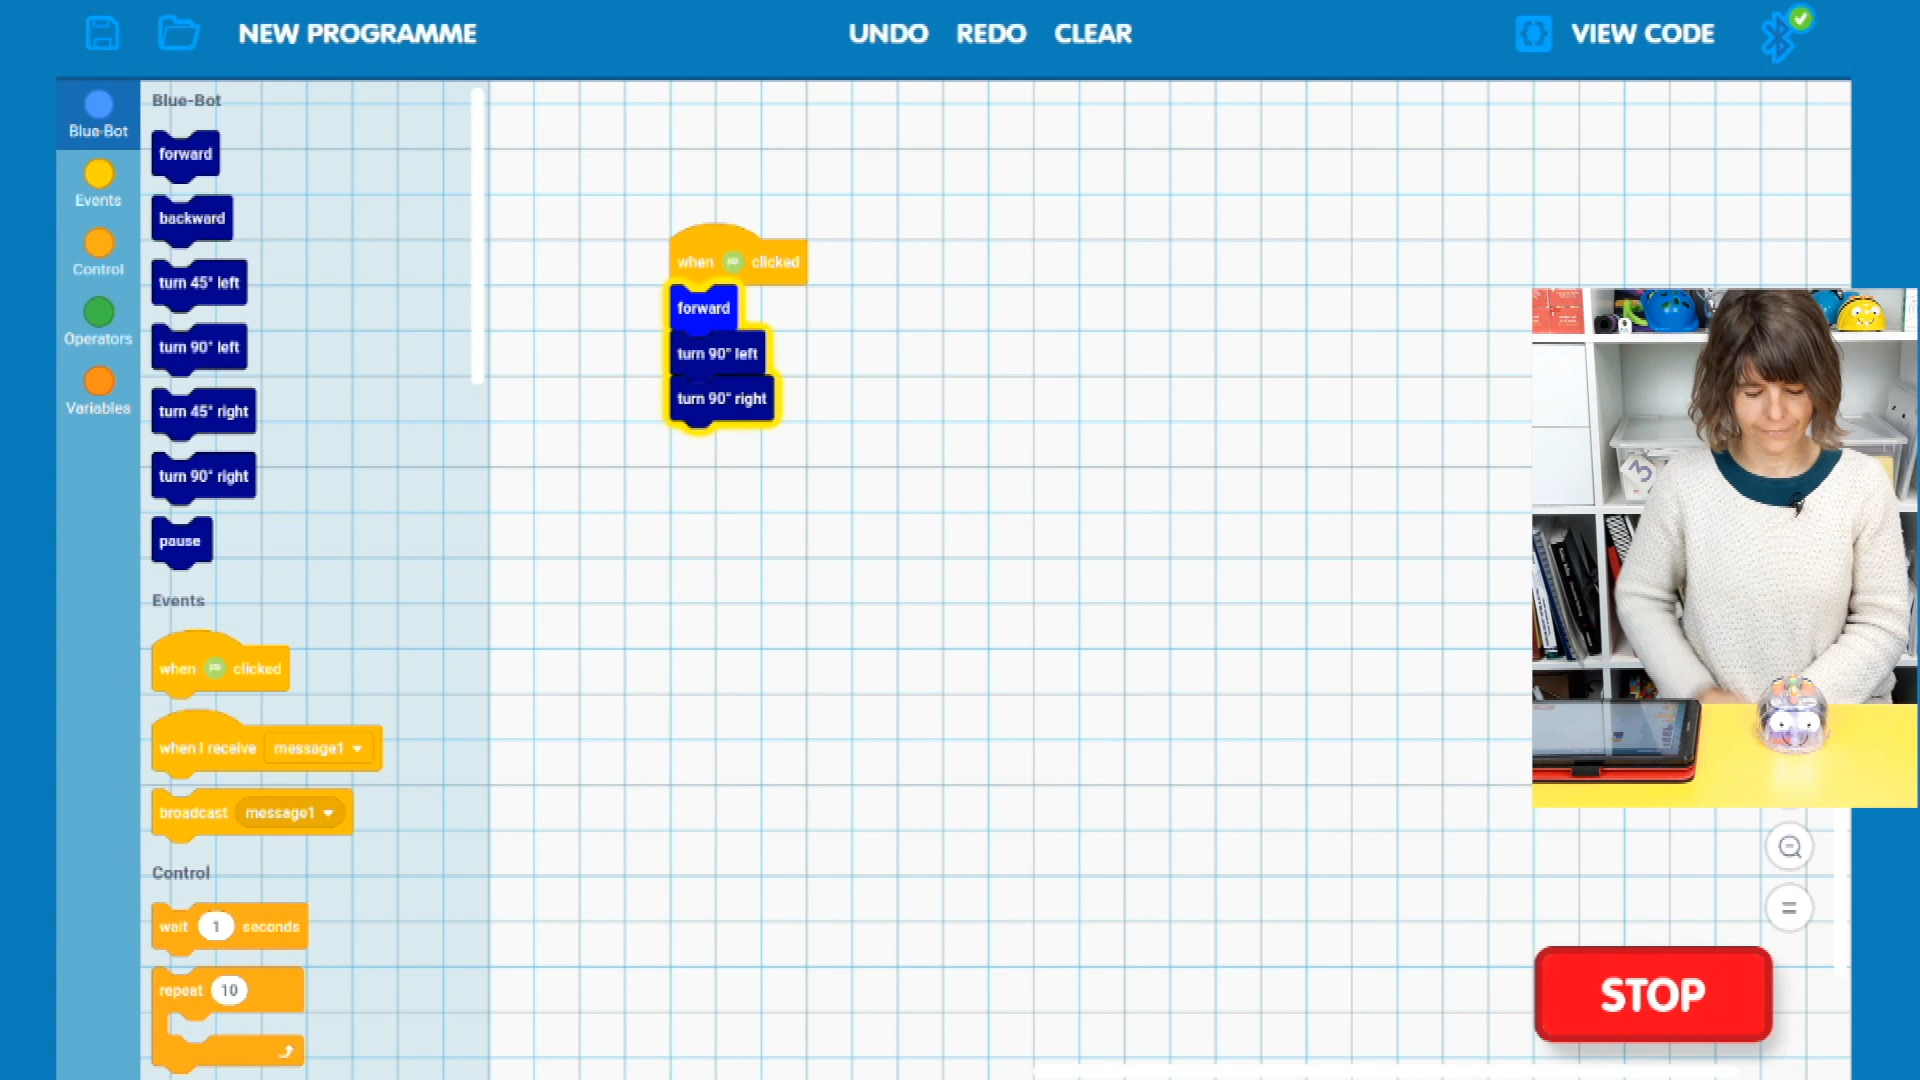 NEW PROGRAMME
UNDO
REDO
CLEAR
VIEW CODE
Blue-Bot
Events
Control
Operators
Variables
Blue-Bot
forward
backward
turn 45° left
turn 90° left
turn 45° right
turn 90° right
pause
Events
when clicked
when I receive message1
broadcast message1
Control
wait 1 seconds
repeat 10
when clicked
forward
turn 90° left
turn 90° right
3
STOP